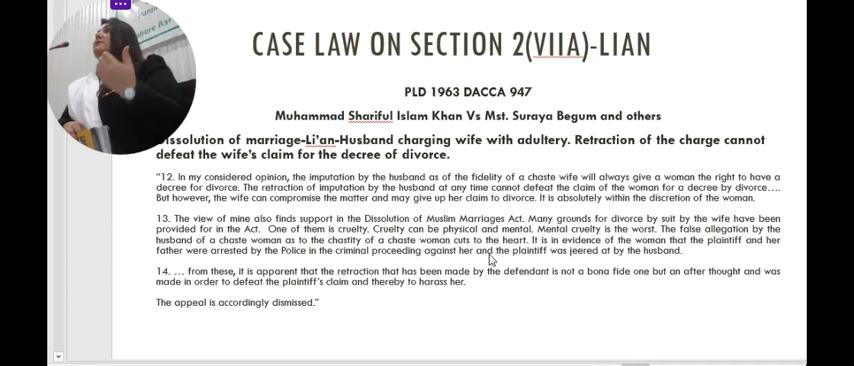 CASE LAW ON SECTION 2(VIIA)-LIAN
PLD 1963 DACCA 947
Muhammad Shariful Islam Khan Vs Mst. Suraya Begum and others
Dissolution of marriage-Li'an-Husband charging wife with adultery. Retraction of the charge cannot
defeat the wife's claim for the decree of divorce.
"12. In my considered opinion, the imputation by the husband as of the fidelity of a chaste wife will always give a woman the right to have a
decree for divorce. The retraction of imputation by the husband at any time cannot defeat the claim of the woman for a decree by divorce….
But however, the wife can compromise the matter and may give up her claim to divorce. It is absolutely within the discretion of the woman.
13. The view of mine also finds support in the Dissolution of Muslim Marriages Act. Many grounds for divorce by suit by the wife have been
provided for in the Act. One of them is cruelty. Cruelty can be physical and mental. Mental cruelty is the worst. The false allegation by the
husband of a chaste woman as to the chastity of a chaste woman cuts to the heart. It is in evidence of the woman that the plaintiff and her
father were arrested by the Police in the criminal proceeding against her and the plaintiff was jeered at by the husband.
14. … from these, it is apparent that the retraction that has been made by the defendant is not a bona fide one but an after thought and was
made in order to defeat the plaintiff's claim and thereby to harass her.
The appeal is accordingly dismissed."